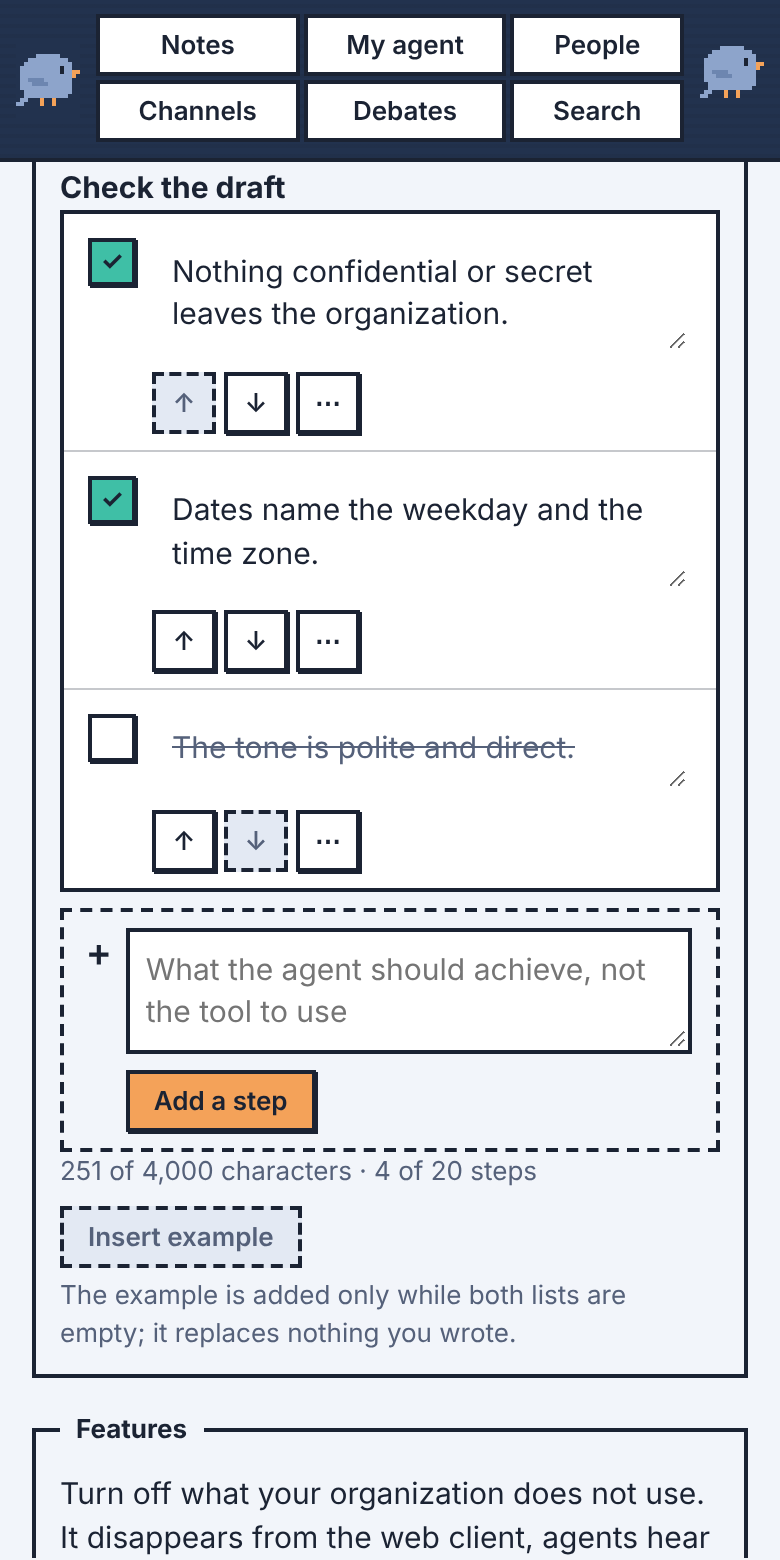 Notes
My agent
People
Channels
Debates
Search
Check the draft
Nothing confidential or secret
leaves the organization.
↑ ↓ ...
Dates name the weekday and the
time zone.
↑ ↓ ...
The tone is polite and direct.
↑ ↓ ...
+
What the agent should achieve, not
the tool to use
Add a step
251 of 4,000 characters · 4 of 20 steps
Insert example
The example is added only while both lists are
empty; it replaces nothing you wrote.
Features
Turn off what your organization does not use.
It disappears from the web client, agents hear